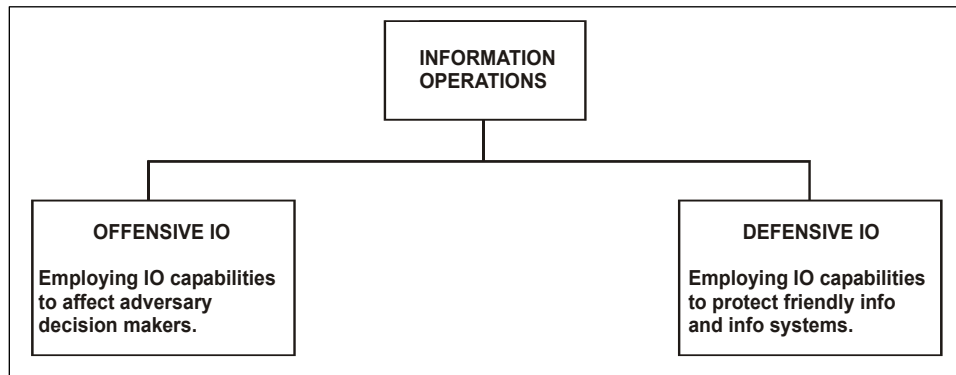 INFORMATION
OPERATIONS
OFFENSIVE IO
Employing IO capabilities
to affect adversary
decision makers.
DEFENSIVE IO
Employing IO capabilities
to protect friendly info
and info systems.